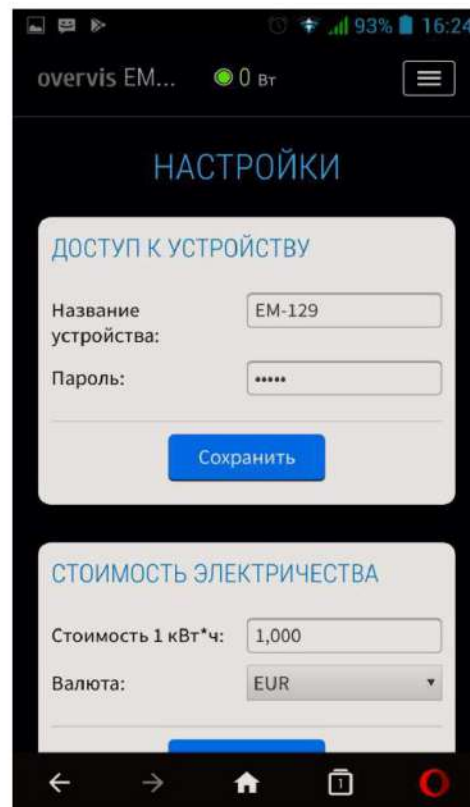 93% 16:24
overvis EM... 0 Вт
НАСТРОЙКИ
ДОСТУП К УСТРОЙСТВУ
Название устройства: EM-129
Пароль: •••••
Сохранить
СТОИМОСТЬ ЭЛЕКТРИЧЕСТВА
Стоимость 1 кВт*ч: 1,000
Валюта: EUR
1